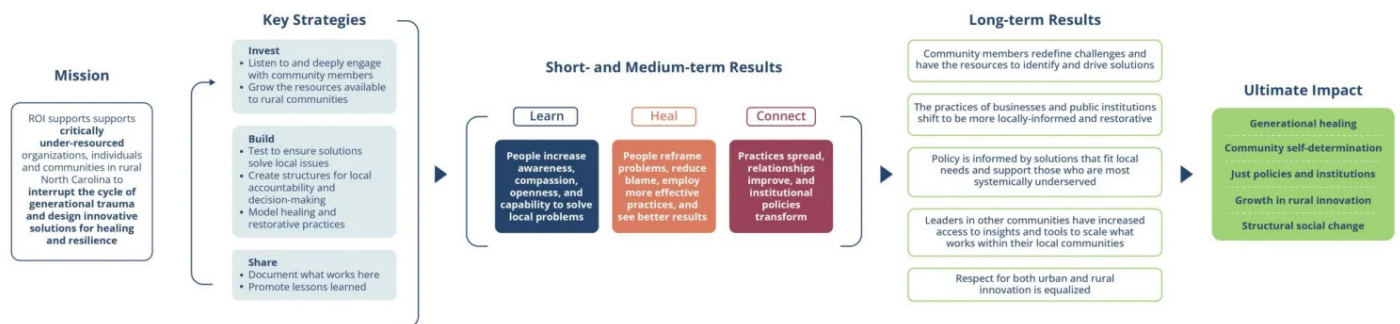 Mission
ROI supports supports
critically
under-resourced
organizations, individuals
and communities in rural
North Carolina to
interrupt the cycle of
generational trauma
and design innovative
solutions for healing
and resilience
Key Strategies
Invest
• Listen to and deeply engage
with community members
• Grow the resources available
to rural communities
Build
• Test to ensure solutions
solve local issues
• Create structures for local
accountability and
decision-making
• Model healing and
restorative practices
Share
• Document what works here
• Promote lessons learned
Short- and Medium-term Results
Learn
People increase
awareness,
compassion,
openness, and
capability to solve
local problems
Heal
People reframe
problems, reduce
blame, employ
more effective
practices, and
see better results
Connect
Practices spread,
relationships
improve, and
institutional
policies
transform
Long-term Results
Community members redefine challenges and
have the resources to identify and drive solutions
The practices of businesses and public institutions
shift to be more locally-informed and restorative
Policy is informed by solutions that fit local
needs and support those who are most
systemically underserved
Leaders in other communities have increased
access to insights and tools to scale what
works within their local communities
Respect for both urban and rural
innovation is equalized
Ultimate Impact
Generational healing
Community self-determination
Just policies and institutions
Growth in rural innovation
Structural social change